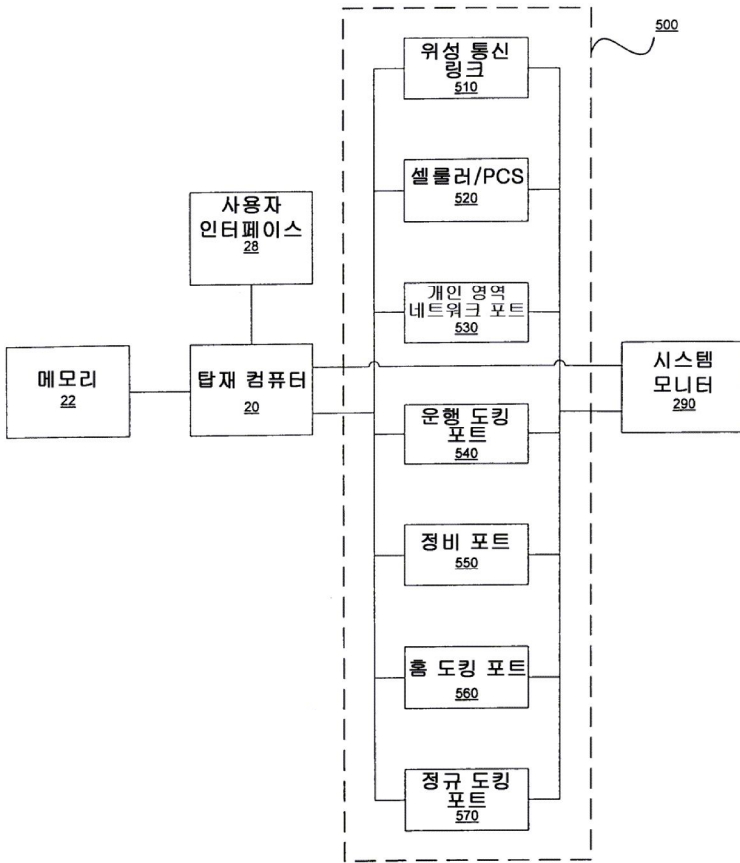 500
위성 통신
링크
510
셀룰러/PCS
520
사용자
인터페이스
28
개인 영역
네트워크 포트
530
메모리
22
탑재 컴퓨터
20
시스템
모니터
290
운행 도킹
포트
540
정비 포트
550
홈 도킹 포트
560
정규 도킹
포트
570